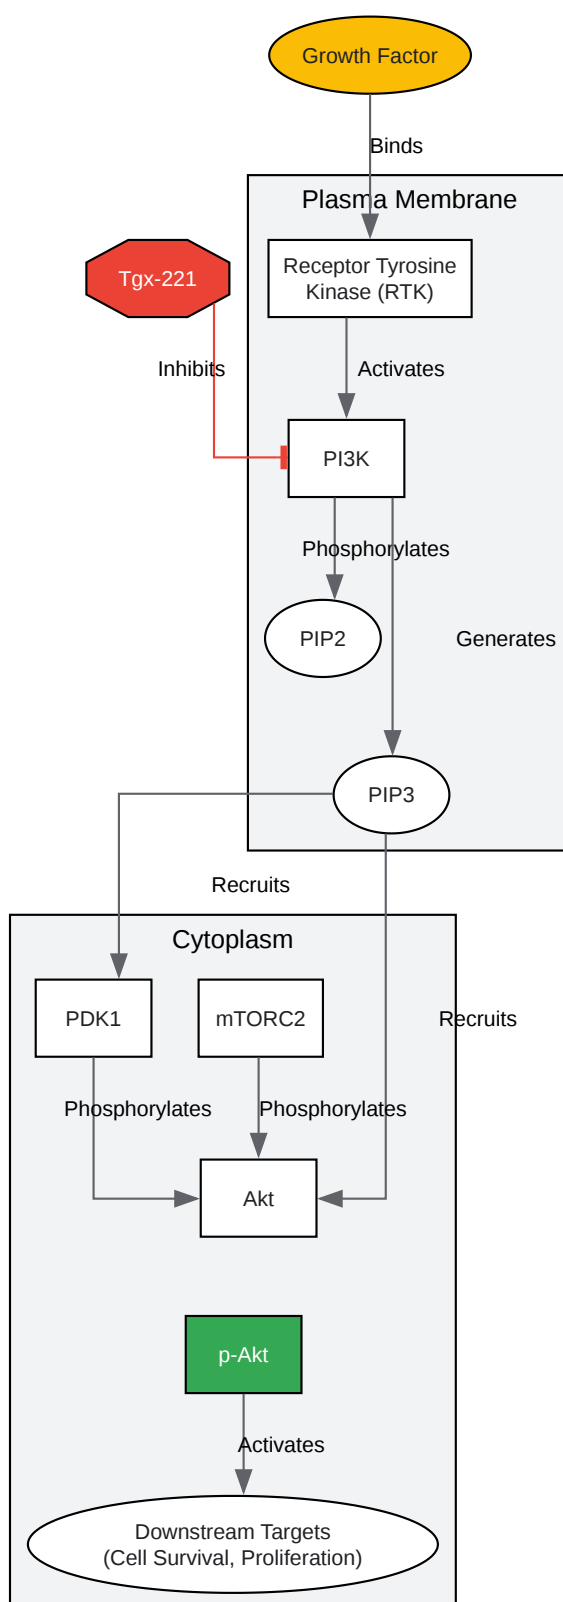 Growth Factor
Binds
Plasma Membrane
Tgx-221
Receptor Tyrosine
Kinase (RTK)
Inhibits
Activates
PI3K
Phosphorylates
PIP2
Generates
PIP3
Recruits
Cytoplasm
PDK1
mTORC2
Recruits
Phosphorylates
Phosphorylates
Akt
p-Akt
Activates
Downstream Targets
(Cell Survival, Proliferation)